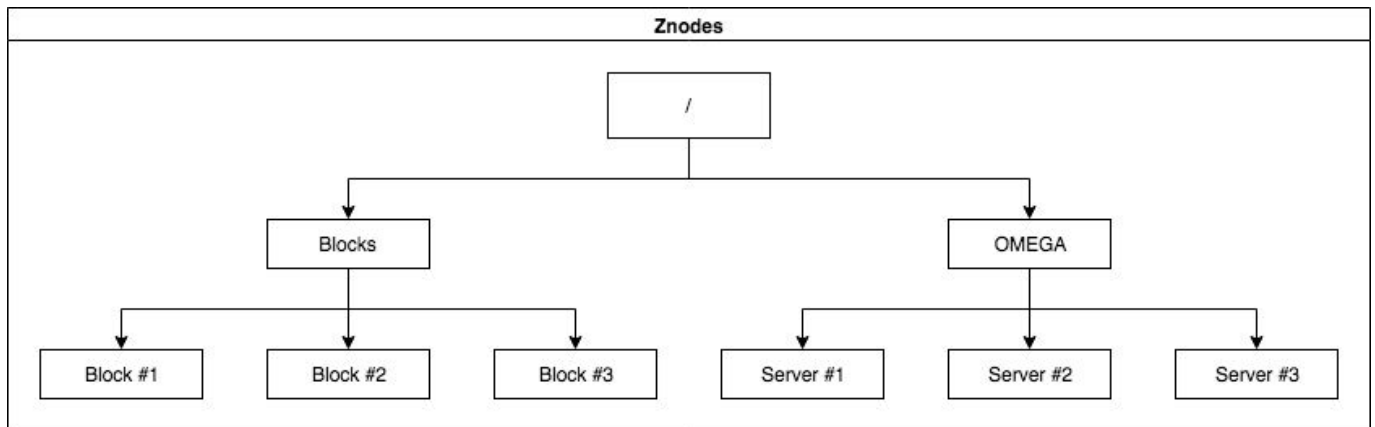 Znodes
/
Blocks
OMEGA
Block #1
Block #2
Block #3
Server #1
Server #2
Server #3